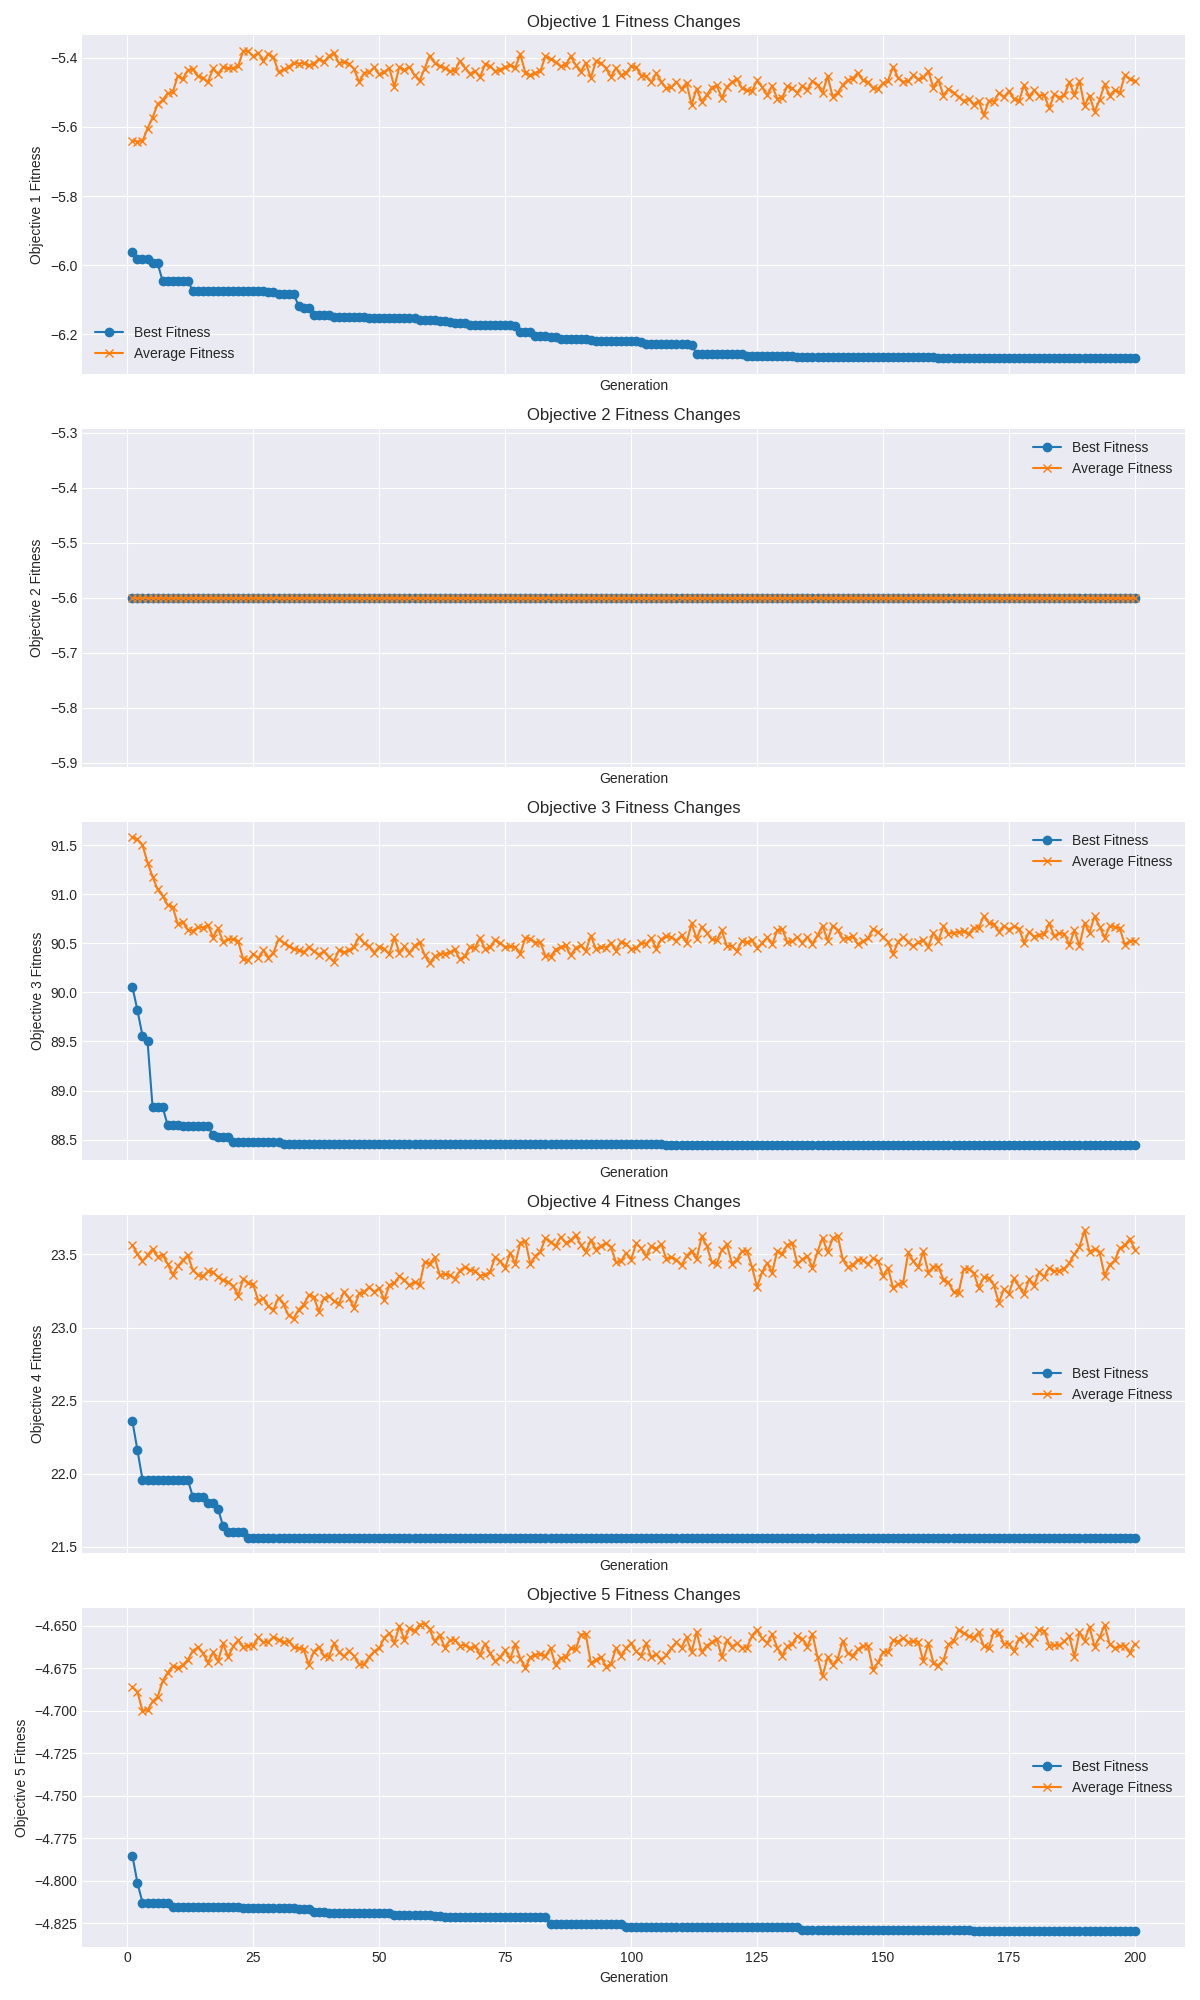 Objective 1 Fitness Changes
Objective 1 Fitness
−5.4
−5.6
−5.8
−6.0
−6.2
Best Fitness
Average Fitness
Generation
Objective 2 Fitness Changes
Objective 2 Fitness
−5.3
−5.4
−5.5
−5.6
−5.7
−5.8
−5.9
Best Fitness
Average Fitness
Generation
Objective 3 Fitness Changes
Objective 3 Fitness
91.5
91.0
90.5
90.0
89.5
89.0
88.5
Best Fitness
Average Fitness
Generation
Objective 4 Fitness Changes
Objective 4 Fitness
23.5
23.0
22.5
22.0
21.5
Best Fitness
Average Fitness
Generation
Objective 5 Fitness Changes
Objective 5 Fitness
−4.650
−4.675
−4.700
−4.725
−4.750
−4.775
−4.800
−4.825
Best Fitness
Average Fitness
0 25 50 75 100 125 150 175 200
Generation